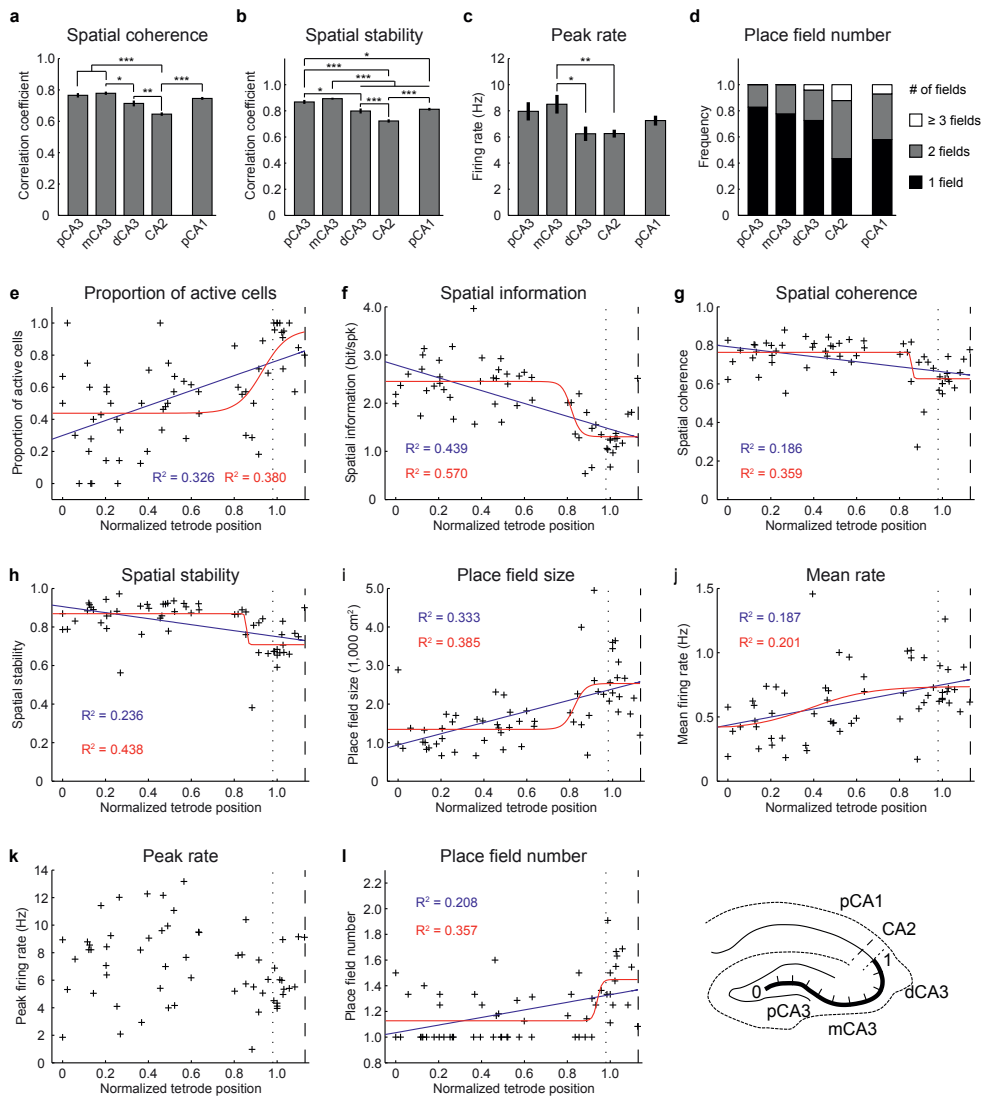 a
Spatial coherence
Correlation coefficient
1.0
0.8
0.6
0.4
0.2
0
***
*
**
***
pCA3
mCA3
dCA3
CA2
pCA1
b
Spatial stability
Correlation coefficient
1.0
0.8
0.6
0.4
0.2
0
*
***
***
*
***
***
pCA3
mCA3
dCA3
CA2
pCA1
c
Peak rate
Firing rate (Hz)
12
10
8
6
4
2
0
**
*
pCA3
mCA3
dCA3
CA2
pCA1
d
Place field number
Frequency
1.0
0.8
0.6
0.4
0.2
0
pCA3
mCA3
dCA3
CA2
pCA1
# of fields
≥ 3 fields
2 fields
1 field
e
Proportion of active cells
Proportion of active cells
1.0
0.8
0.6
0.4
0.2
0
R² = 0.326 R² = 0.380
0 0.2 0.4 0.6 0.8 1.0
Normalized tetrode position
f
Spatial information
Spatial information (bit/spk)
4.0
3.0
2.0
1.0
0
R² = 0.439
R² = 0.570
0 0.2 0.4 0.6 0.8 1.0
Normalized tetrode position
g
Spatial coherence
Spatial coherence
1.0
0.8
0.6
0.4
0.2
0
R² = 0.186
R² = 0.359
0 0.2 0.4 0.6 0.8 1.0
Normalized tetrode position
h
Spatial stability
Spatial stability
1.0
0.8
0.6
0.4
0.2
0
R² = 0.236
R² = 0.438
0 0.2 0.4 0.6 0.8 1.0
Normalized tetrode position
i
Place field size
Place field size (1,000 cm²)
5.0
4.0
3.0
2.0
1.0
0
R² = 0.333
R² = 0.385
0 0.2 0.4 0.6 0.8 1.0
Normalized tetrode position
j
Mean rate
Mean firing rate (Hz)
1.5
1.0
0.5
0
R² = 0.187
R² = 0.201
0 0.2 0.4 0.6 0.8 1.0
Normalized tetrode position
k
Peak rate
Peak firing rate (Hz)
14
12
10
8
6
4
2
0
0 0.2 0.4 0.6 0.8 1.0
Normalized tetrode position
l
Place field number
Place field number
2.2
2.0
1.8
1.6
1.4
1.2
1.0
0.8
R² = 0.208
R² = 0.357
0 0.2 0.4 0.6 0.8 1.0
Normalized tetrode position
pCA1
CA2
1
0
dCA3
pCA3
mCA3